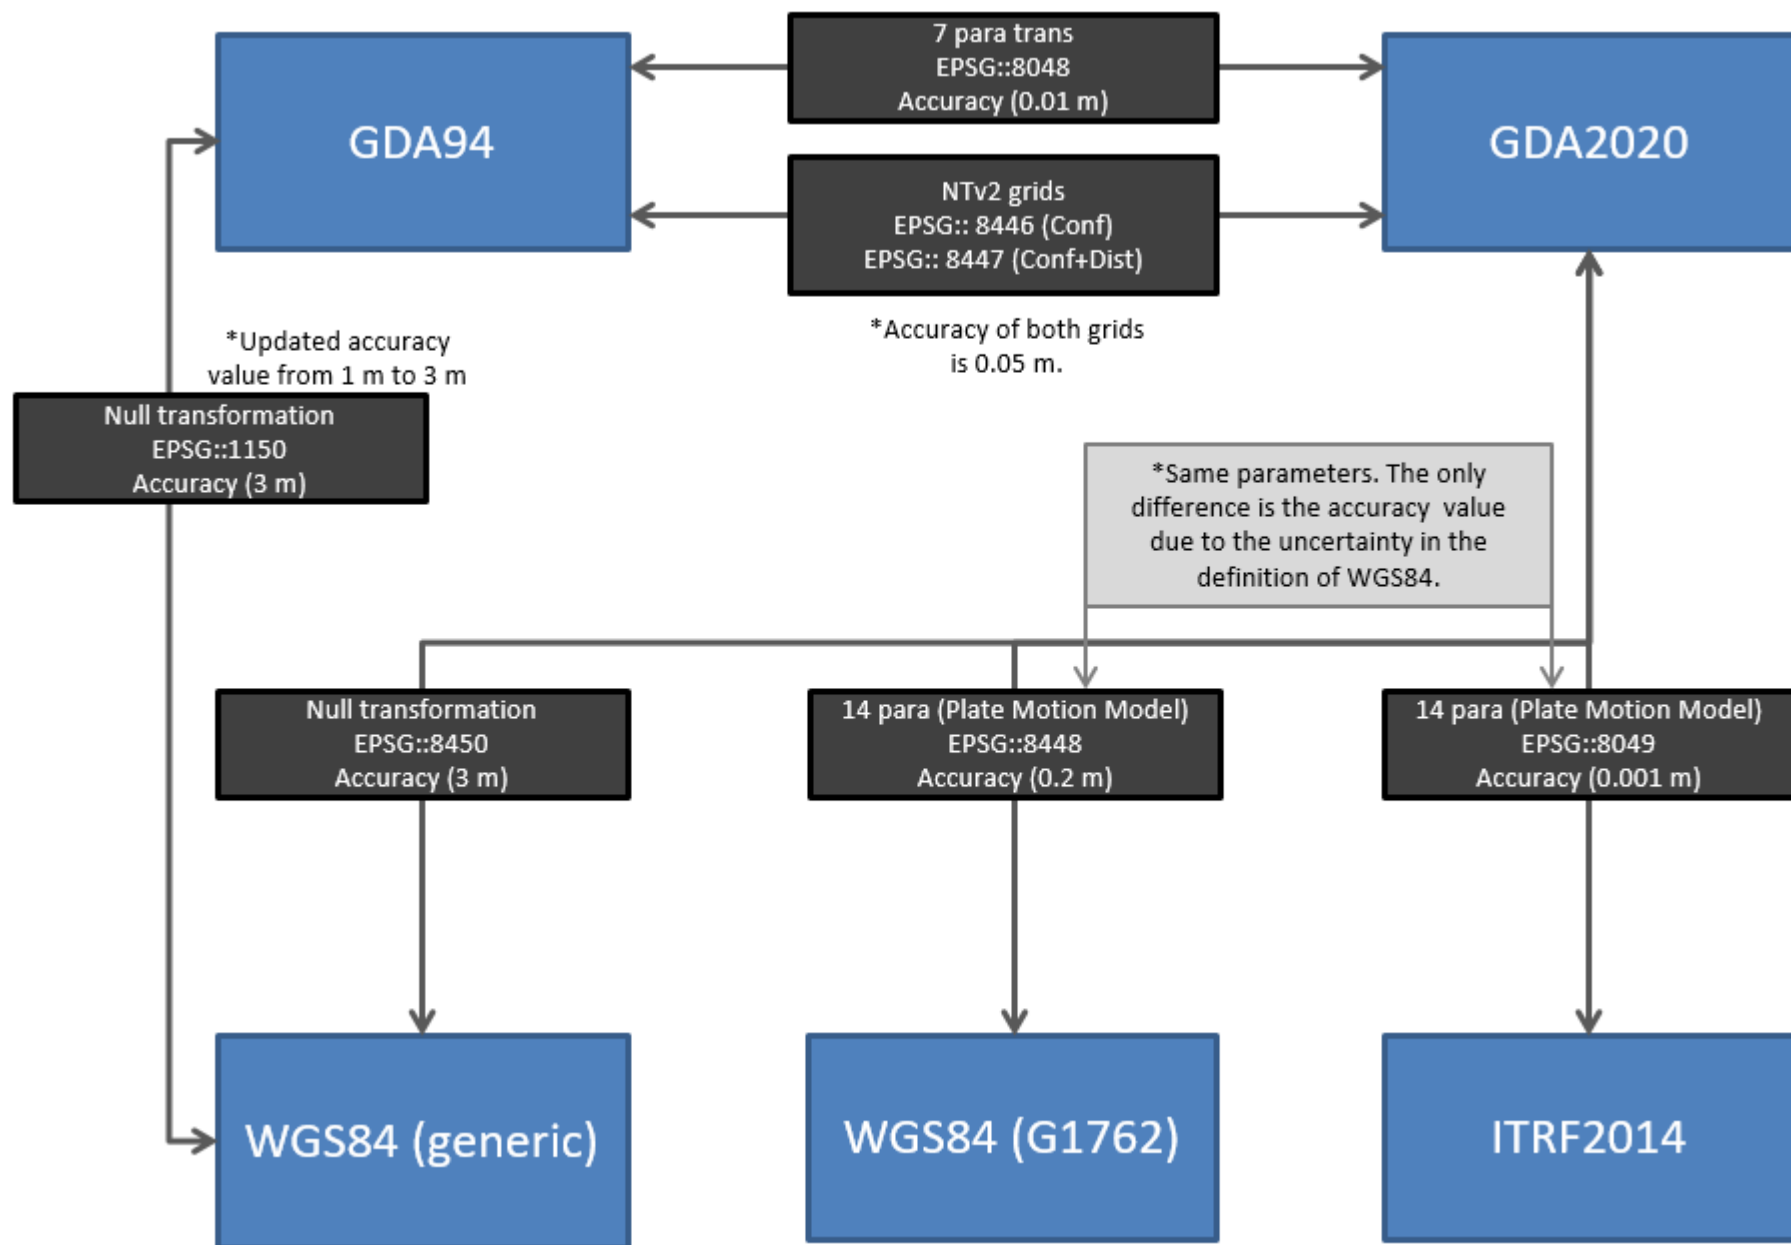 7 para trans
EPSG::8048
Accuracy (0.01 m)
GDA94
GDA2020
NTv2 grids
EPSG:: 8446 (Conf)
EPSG:: 8447 (Conf+Dist)
*Updated accuracy
value from 1 m to 3 m
*Accuracy of both grids
is 0.05 m.
Null transformation
EPSG::1150
Accuracy (3 m)
*Same parameters. The only
difference is the accuracy value
due to the uncertainty in the
definition of WGS84.
Null transformation
EPSG::8450
Accuracy (3 m)
14 para (Plate Motion Model)
EPSG::8448
Accuracy (0.2 m)
14 para (Plate Motion Model)
EPSG::8049
Accuracy (0.001 m)
WGS84 (generic)
WGS84 (G1762)
ITRF2014